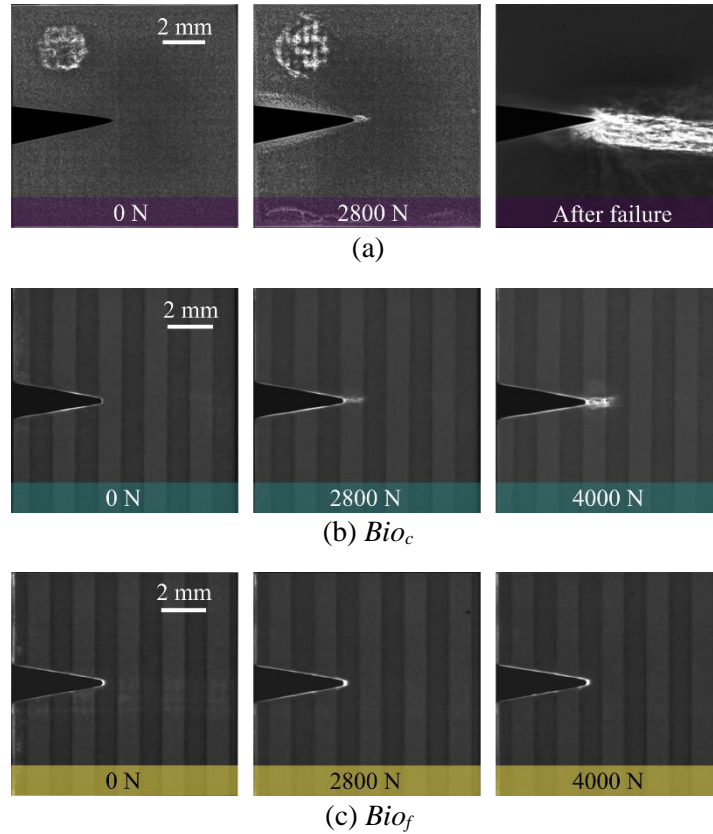 2 mm
0 N
2800 N
After failure
(a)
2 mm
0 N
2800 N
4000 N
(b) Bio_c
2 mm
0 N
2800 N
4000 N
(c) Bio_f